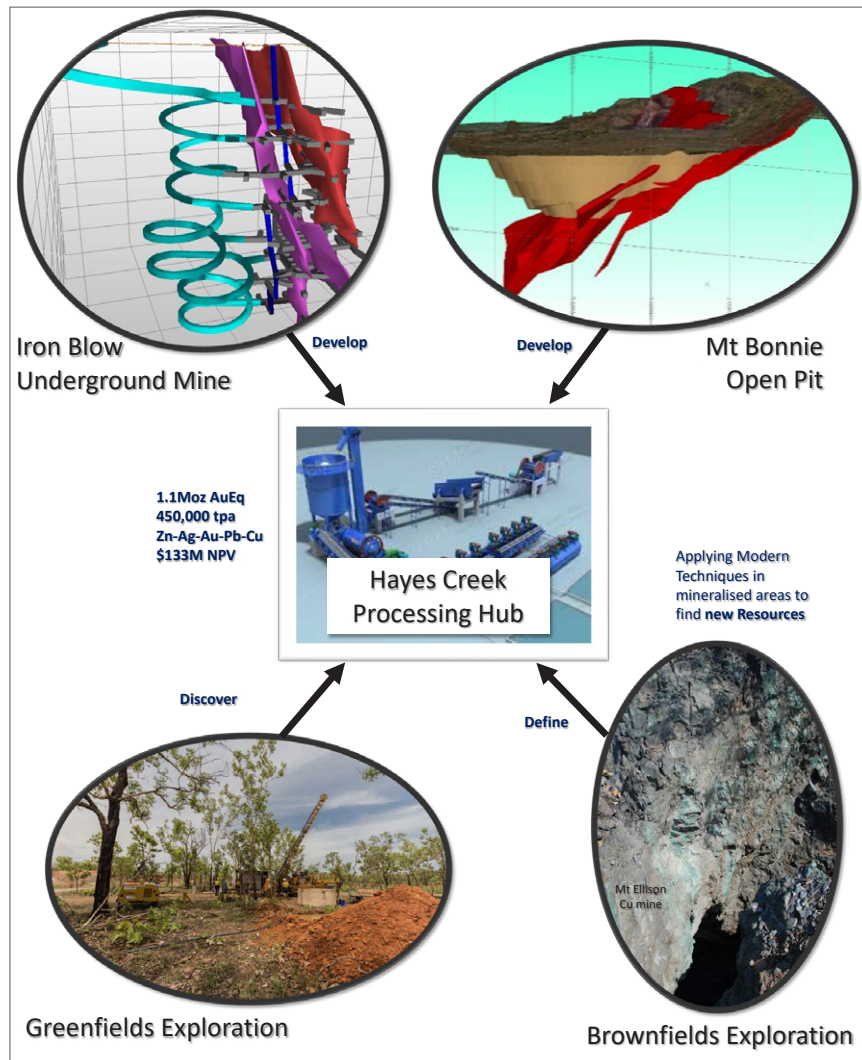 Iron Blow
Underground Mine
Develop
Develop
Mt Bonnie
Open Pit
1.1Moz AuEq
450,000 tpa
Zn-Ag-Au-Pb-Cu
$133M NPV
Hayes Creek
Processing Hub
Applying Modern
Techniques in
mineralised areas to
find new Resources
Discover
Define
Mt Ellison
Cu mine
Greenfields Exploration
Brownfields Exploration